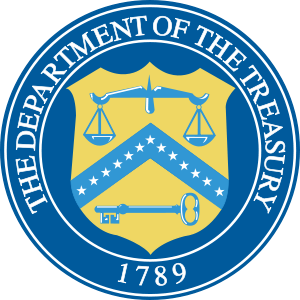 THE DEPARTMENT OF THE TREASURY
1789